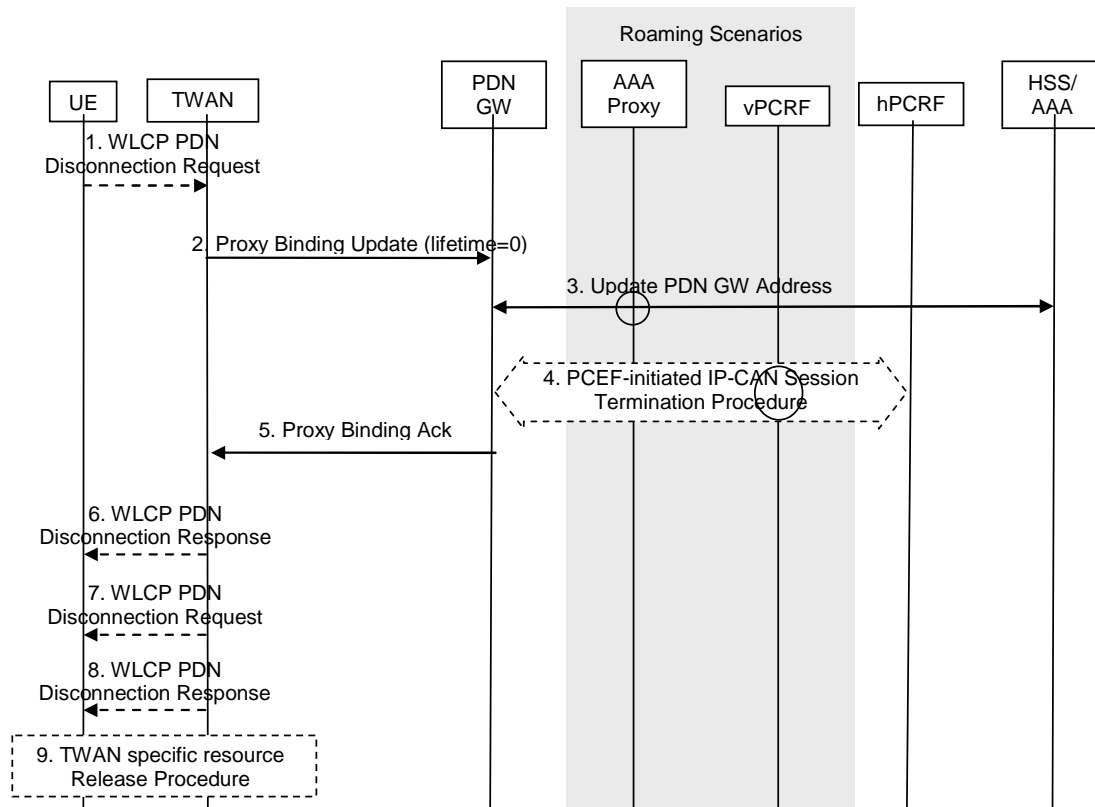 Roaming Scenarios
UE
TWAN
PDN
GW
AAA
Proxy
vPCRF
hPCRF
HSS/
AAA
1. WLCP PDN
Disconnection Request
2. Proxy Binding Update (lifetime=0)
3. Update PDN GW Address
4. PCEF-initiated IP-CAN Session
Termination Procedure
5. Proxy Binding Ack
6. WLCP PDN
Disconnection Response
7. WLCP PDN
Disconnection Request
8. WLCP PDN
Disconnection Response
9. TWAN specific resource
Release Procedure